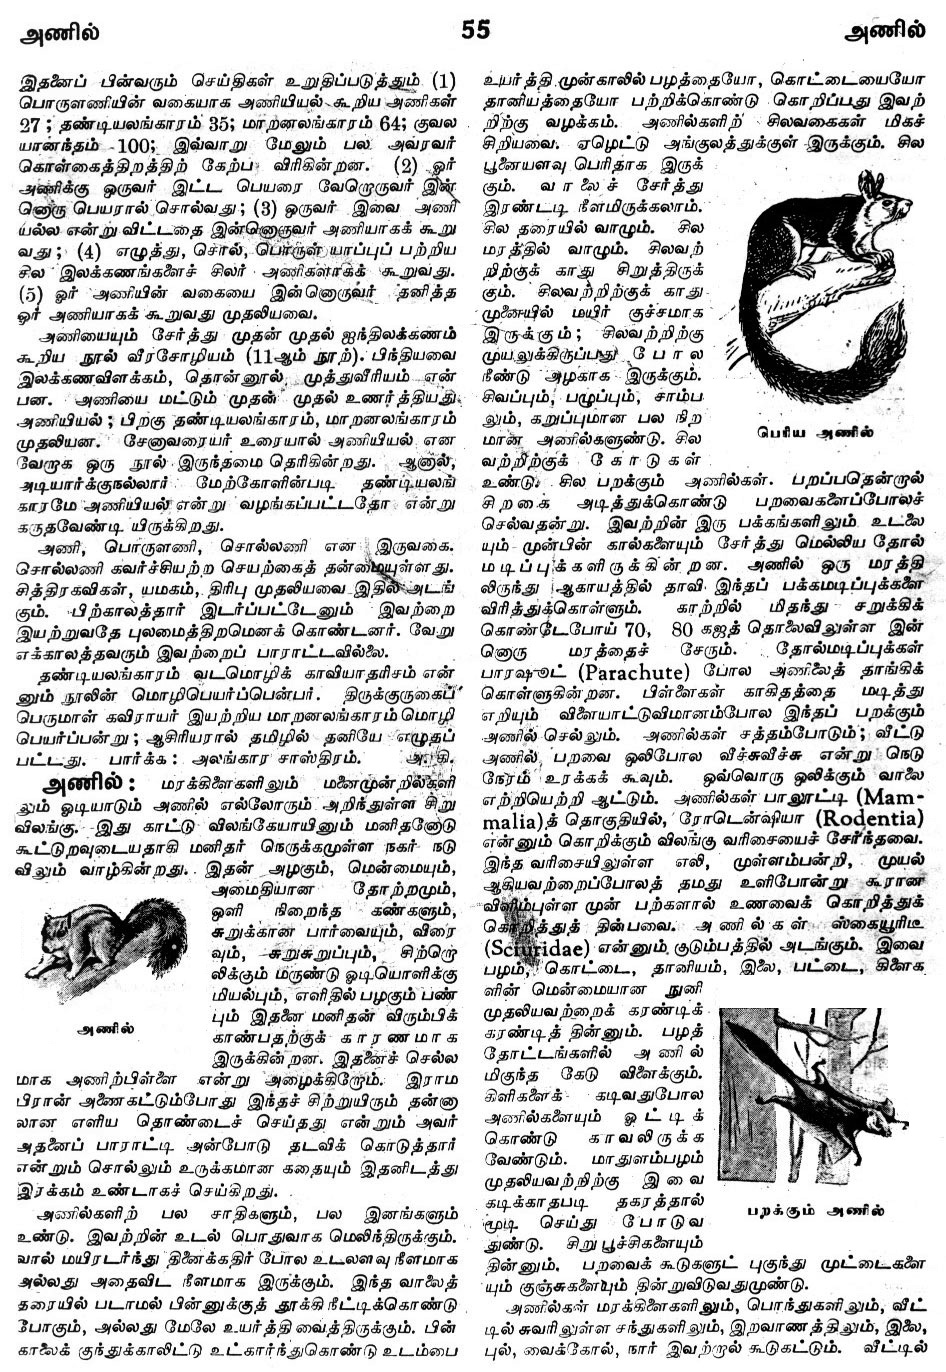 அணில்
55
அணில்
இதனைப் பின்வரும் செய்திகள் உறுதிப்படுத்தும் (1)
பொருளணியின் வகையாக அணியியல் கூறிய அணிகள்
27 ; தண்டியலங்காரம் 35; மாறனலங்காரம் 64; குவல
யானந்தம் 100; இவ்வாறு மேலும் பல அவரவர்
கொள்கைத்திறத்திற் கேற்ப விரிகின்றன. (2) ஓர்
அணிக்கு ஒருவர் இட்ட பெயரை வேறொருவர் இன்
னொரு பெயரால் சொல்வது ; (3) ஒருவர் இவை அணி
யல்ல என்று விட்டதை இன்னொருவர் அணியாகக் கூறு
வது ; (4) எழுத்து, சொல், பொருள் யாப்புப் பற்றிய
சில இலக்கணங்களைச் சிலர் அணிகளாகக் கூறுவது.
(5) ஓர் அணியின் வகையை இன்னொருவர் தனித்த
ஓர் அணியாகக் கூறுவது முதலியவை.
அணியையும் சேர்த்து முதன் முதல் ஐந்திலக்கணம்
கூறிய நூல் வீரசோழியம் (11ஆம் நூற்). பிந்தியவை
இலக்கணவிளக்கம், தொன்னூல், முத்துவீரியம் என்
பன. அணியை மட்டும் முதன் முதல் உணர்த்தியது
அணியியல் ; பிறகு தண்டியலங்காரம், மாறனலங்காரம்
முதலியன. சேனாவரையர் உரையால் அணியியல் என
வேறாக ஒரு நூல் இருந்தமை தெரிகின்றது. ஆனால்,
அடியார்க்குநல்லார் மேற்கோளின்படி தண்டியலங்
காரமே அணியியல் என்று வழங்கப்பட்டதோ என்று
கருதவேண்டி யிருக்கிறது.
அணி, பொருளணி, சொல்லணி என இருவகை.
சொல்லணி கவர்ச்சியற்ற செயற்கைத் தன்மையுள்ளது.
சித்திரகவிகள், யமகம், திரிபு முதலியவை இதில் அடங்
கும். பிற்காலத்தார் இடர்ப்பட்டேனும் இவற்றை
இயற்றுவதே புலமைத்திறமெனக் கொண்டனர். வேறு
எக்காலத்தவரும் இவற்றைப் பாராட்டவில்லை.
தண்டியலங்காரம் வடமொழிக் காவியாதரிசம் என்
னும் நூலின் மொழிபெயர்ப்பென்பர். திருக்குருகைப்
பெருமாள் கவிராயர் இயற்றிய மாறனலங்காரம் மொழி
பெயர்ப்பன்று ; ஆசிரியரால் தமிழில் தனியே எழுதப்
பட்டது. பார்க்க : அலங்கார சாஸ்திரம். அ. கி.
அணில் : மரக்கிளைகளிலும் மனைமுன்றில்களி
லும் ஓடியாடும் அணில் எல்லோரும் அறிந்துள்ள சிறு
விலங்கு. இது காட்டு விலங்கேயாயினும் மனிதனோடு
கூட்டுறவுடையதாகி மனிதர் நெருக்கமுள்ள நகர் நடு
விலும் வாழ்கின்றது. இதன் அழகும், மென்மையும்,
அமைதியான தோற்றமும்,
ஒளி நிறைந்த கண்களும்,
சுறுக்கான பார்வையும், விரை
வும், சுறுசுறுப்பும், சிற்றொ
லிக்கும் மருண்டு ஓடியொளிக்கு
மியல்பும், எளிதில் பழகும் பண்
பும் இதனை மனிதன் விரும்பிக்
காண்பதற்குக் காரணமாக
இருக்கின்றன. இதனைச் செல்ல
அணில்
மாக அணிற்பிள்ளை என்று அழைக்கிறோம். இராம
பிரான் அணைகட்டும்போது இந்தச் சிற்றுயிரும் தன்னா
லான எளிய தொண்டைச் செய்தது என்றும் அவர்
அதனைப் பாராட்டி அன்போடு தடவிக் கொடுத்தார்
என்றும் சொல்லும் உருக்கமான கதையும் இதனிடத்து
இரக்கம் உண்டாகச் செய்கிறது.
அணில்களிற் பல சாதிகளும், பல இனங்களும்
உண்டு. இவற்றின் உடல் பொதுவாக மெலிந்திருக்கும்.
வால் மயிரடர்ந்து தினைக்கதிர் போல உடலளவு நீளமாக
அல்லது அதைவிட நீளமாக இருக்கும். இந்த வாலைத்
தரையில் படாமல் பின்னுக்குத் தூக்கி நீட்டிக்கொண்டு
போகும், அல்லது மேலே உயர்த்தி வைத்திருக்கும். பின்
காலைக் குந்துக்காலிட்டு உட்கார்ந்துகொண்டு உடம்பை
உயர்த்தி முன்காலில் பழத்தையோ, கொட்டையையோ
தானியத்தையோ பற்றிக்கொண்டு கொறிப்பது இவற்
றிற்கு வழக்கம். அணில்களிற் சிலவகைகள் மிகச்
சிறியவை. ஏழெட்டு அங்குலத்துக்குள் இருக்கும். சில
பூனையளவு பெரிதாக இருக்
கும். வாலைச் சேர்த்து
இரண்டடி நீளமிருக்கலாம்.
சில தரையில் வாழும். சில
மரத்தில் வாழும். சிலவற்
றிற்குக் காது சிறுத்திருக்
கும். சிலவற்றிற்குக் காது
முனையில் மயிர் குச்சமாக
இருக்கும் ; சிலவற்றிற்கு
முயலுக்கிருப்பது போல
நீண்டு அழகாக இருக்கும்.
சிவப்பும், பழுப்பும், சாம்ப
லும், கறுப்புமான பல நிற
மான அணில்களுண்டு. சில
வற்றிற்குக் கோடுகள்
பெரிய அணில்
உண்டு. சில பறக்கும் அணில்கள். பறப்பதென்றால்
சிறகை அடித்துக்கொண்டு பறவைகளைப்போலச்
செல்வதன்று. இவற்றின் இரு பக்கங்களிலும் உடலை
யும் முன்பின் கால்களையும் சேர்த்து மெல்லிய தோல்
மடிப்புக்களிருக்கின்றன. அணில் ஒரு மரத்தி
லிருந்து ஆகாயத்தில் தாவி இந்தப் பக்கமடிப்புக்களை
விரித்துக்கொள்ளும். காற்றில் மிதந்து சறுக்கிக்
கொண்டேபோய் 70, 80 கஜத் தொலைவிலுள்ள இன்
னொரு மரத்தைச் சேரும். தோல்மடிப்புக்கள்
பாரஷூட் (Parachute) போல அணிலைத் தாங்கிக்
கொள்ளுகின்றன. பிள்ளைகள் காகிதத்தை மடித்து
எறியும் விளையாட்டுவிமானம்போல இந்தப் பறக்கும்
அணில் செல்லும். அணில்கள் சத்தம்போடும் ; வீட்டு
அணில் பறவை ஒலிபோல வீச்சுவீச்சு என்று நெடு
நேரம் உரக்கக் கூவும். ஒவ்வொரு ஒலிக்கும் வாலை
எற்றியெற்றி ஆட்டும். அணில்கள் பாலூட்டி (Mam-
malia)த் தொகுதியில், ரோடென்ஷியா (Rodentia)
என்னும் கொறிக்கும் விலங்கு வரிசையைச் சேர்ந்தவை.
இந்த வரிசையிலுள்ள எலி, முள்ளம்பன்றி, முயல்
ஆகியவற்றைப்போலத் தமது உளிபோன்று கூரான
விளிம்புள்ள முன் பற்களால் உணவைக் கொறித்துக்
கொறித்துத் தின்பவை. அணில்கள் ஸ்கையூரிடீ
(Sciuridae) என்னும் குடும்பத்தில் அடங்கும். இவை
பழம், கொட்டை, தானியம், இலை, பட்டை, கிளைக
ளின் மென்மையான நுனி
முதலியவற்றைக் கரண்டிக்
கரண்டித் தின்னும். பழத்
தோட்டங்களில் அணில்
மிகுந்த கேடு விளைக்கும்.
கிளிகளைக் கடிவதுபோல
அணில்களையும் ஓட்டிக்
கொண்டு காவலிருக்க
வேண்டும். மாதுளம்பழம்
முதலியவற்றிற்கு இவை
கடிக்காதபடி தகரத்தால்
மூடி செய்து போடுவ
துண்டு. சிறு பூச்சிகளையும்
பறக்கும் அணில்
தின்னும். பறவைக் கூடுகளுட் புகுந்து முட்டைகளை
யும் குஞ்சுகளையும் தின்றுவிடுவதுமுண்டு.
அணில்கள் மரக்கிளைகளிலும், பொந்துகளிலும், வீட்
டில் சுவரிலுள்ள சந்துகளிலும், இறவாணத்திலும், இலை,
புல், வைக்கோல், நார் இவற்றால் கூடுகட்டும். வீட்டில்